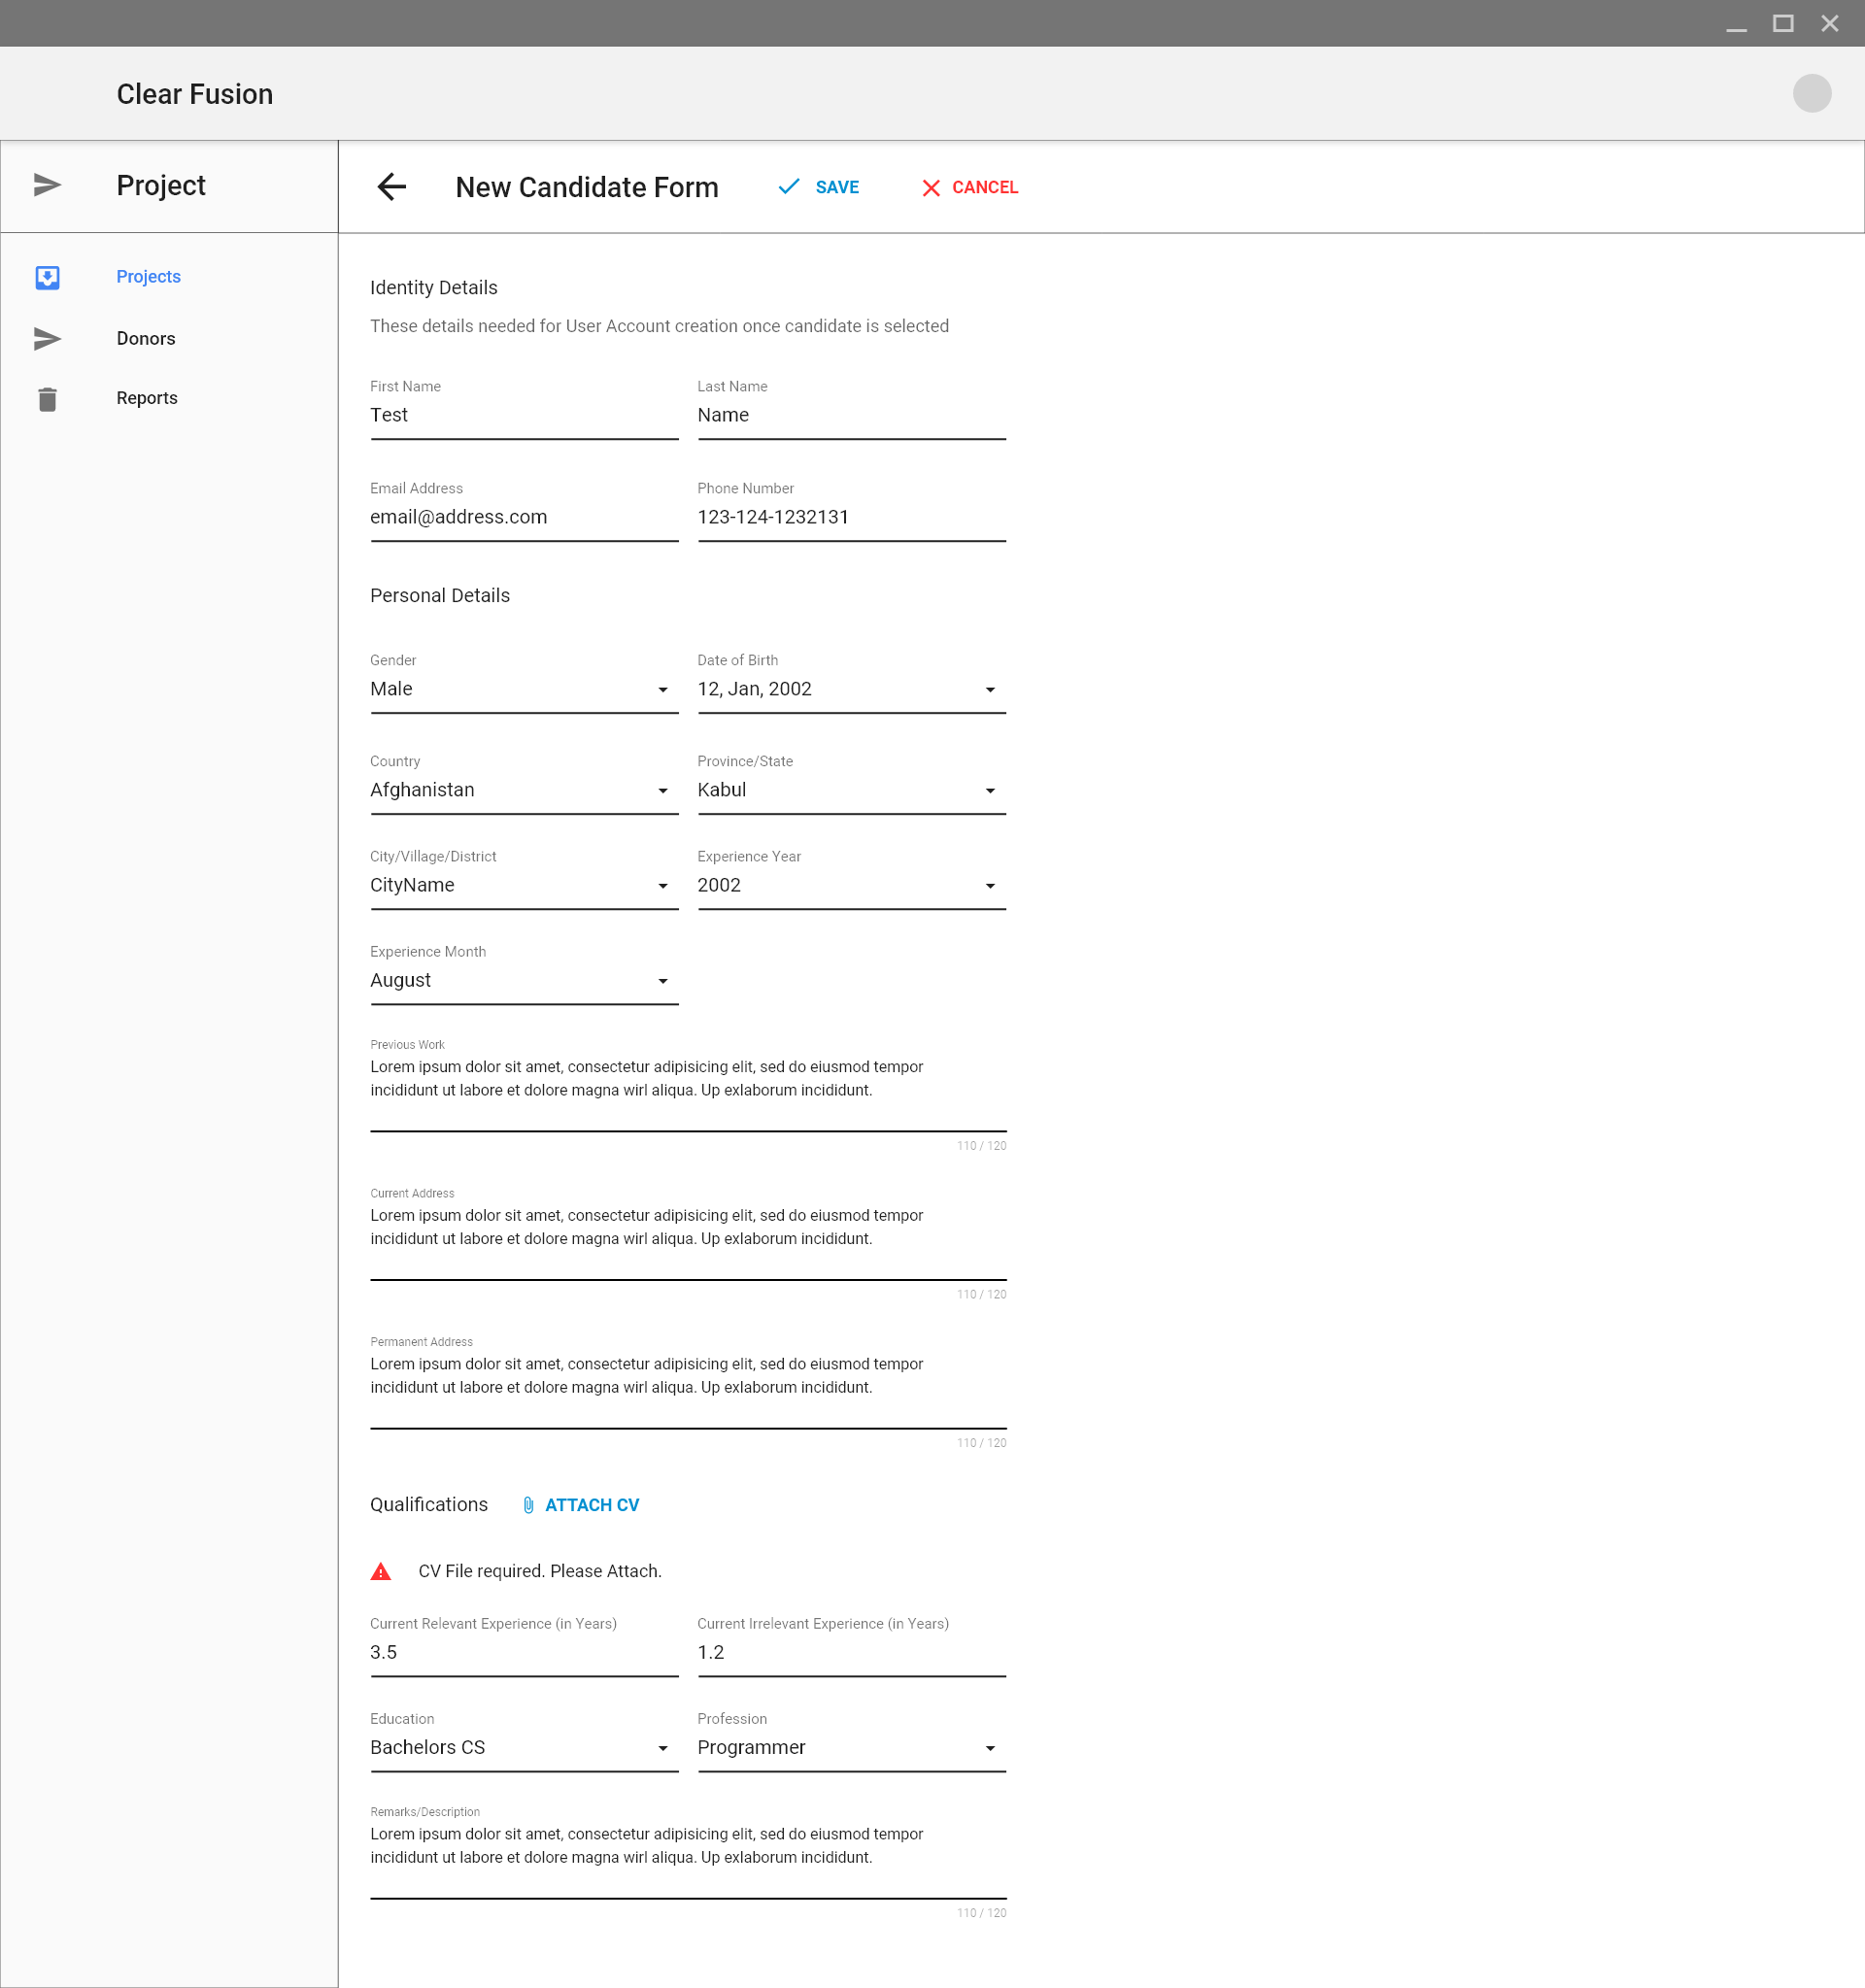 Clear Fusion
Project
New Candidate Form
SAVE
CANCEL
Projects
Donors
Reports
Identity Details
These details needed for User Account creation once candidate is selected
First Name
Last Name
Test
Name
Email Address
Phone Number
email@address.com
123-124-1232131
Personal Details
Gender
Date of Birth
Male
12, Jan, 2002
Country
Province/State
Afghanistan
Kabul
City/Village/District
Experience Year
CityName
2002
Experience Month
August
Previous Work
Lorem ipsum dolor sit amet, consectetur adipisicing elit, sed do eiusmod tempor
incididunt ut labore et dolore magna wirl aliqua. Up exlaborum incididunt.
110 / 120
Current Address
Lorem ipsum dolor sit amet, consectetur adipisicing elit, sed do eiusmod tempor
incididunt ut labore et dolore magna wirl aliqua. Up exlaborum incididunt.
110 / 120
Permanent Address
Lorem ipsum dolor sit amet, consectetur adipisicing elit, sed do eiusmod tempor
incididunt ut labore et dolore magna wirl aliqua. Up exlaborum incididunt.
110 / 120
Qualifications
ATTACH CV
CV File required. Please Attach.
Current Relevant Experience (in Years)
Current Irrelevant Experience (in Years)
3.5
1.2
Education
Profession
Bachelors CS
Programmer
Remarks/Description
Lorem ipsum dolor sit amet, consectetur adipisicing elit, sed do eiusmod tempor
incididunt ut labore et dolore magna wirl aliqua. Up exlaborum incididunt.
110 / 120